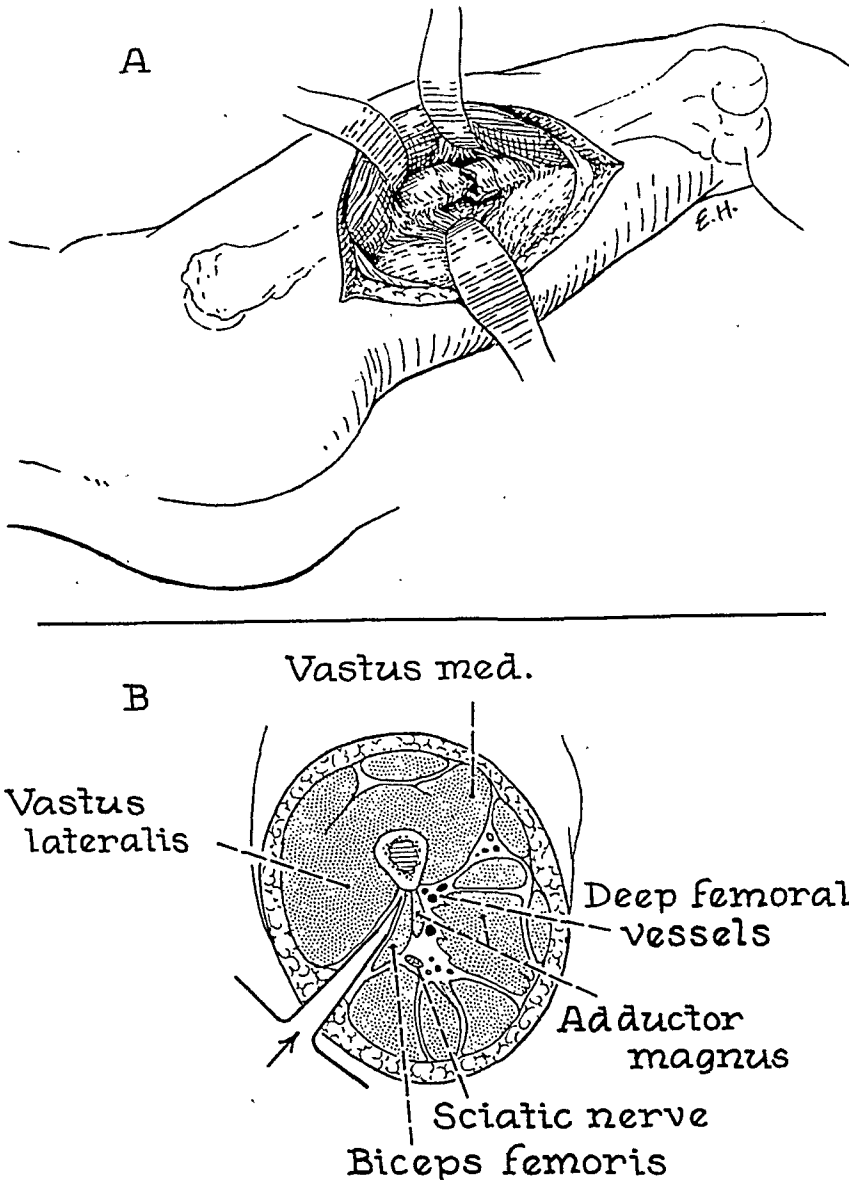 A
E.H.
B
Vastus med.
Vastus
lateralis
Deep femoral
vessels
Adductor
magnus
Sciatic nerve
Biceps femoris